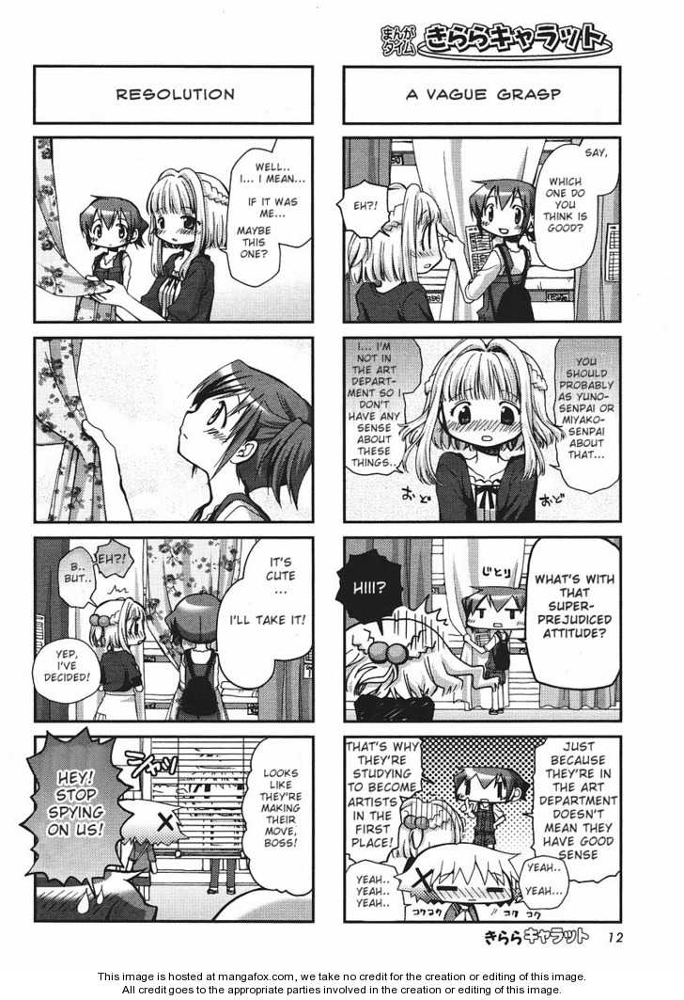 まんが
タイム
きららキャラット
A VAGUE GRASP
SAY,
WHICH
ONE DO
YOU
THINK IS
GOOD?
EH?!
YOU
SHOULD
PROBABLY
AS YUNO-
SENPAI OR
MIYAKO-
SENPAI
ABOUT
THAT...
I... I'M
NOT IN
THE ART
DEPART-
MENT SO I
DON'T
HAVE ANY
SENSE
ABOUT
THESE
THINGS..
おど
おど
WHAT'S WITH
THAT
SUPER-
PREJUDICED
ATTITUDE?
じとり
HIII?
JUST
BECAUSE
THEY'RE
IN THE
ART
DEPARTMENT
DOESN'T
MEAN THEY
HAVE GOOD
SENSE
THAT'S WHY
THEY'RE
STUDYING
TO BECOME
ARTISTS
IN THE
FIRST
PLACE!
YEAH..
YEAH...
YEAH..
YEAH..
YEAH..
コクコク
コク コク
RESOLUTION
WELL..
I... I MEAN...
IF IT WAS
ME...
MAYBE
THIS
ONE?
IT'S
CUTE
...
I'LL TAKE IT!
EH?!
B..
BUT..
YEP,
I'VE
DECIDED!
LOOKS
LIKE
THEY'RE
MAKING
THEIR
MOVE,
BOSS!
シャッ
HEY!
STOP
SPYING
ON US!
きららキャラット 12
This image is hosted at mangafox.com, we take no credit for the creation or editing of this image.
All credit goes to the appropriate parties involved in the creation or editing of this image.